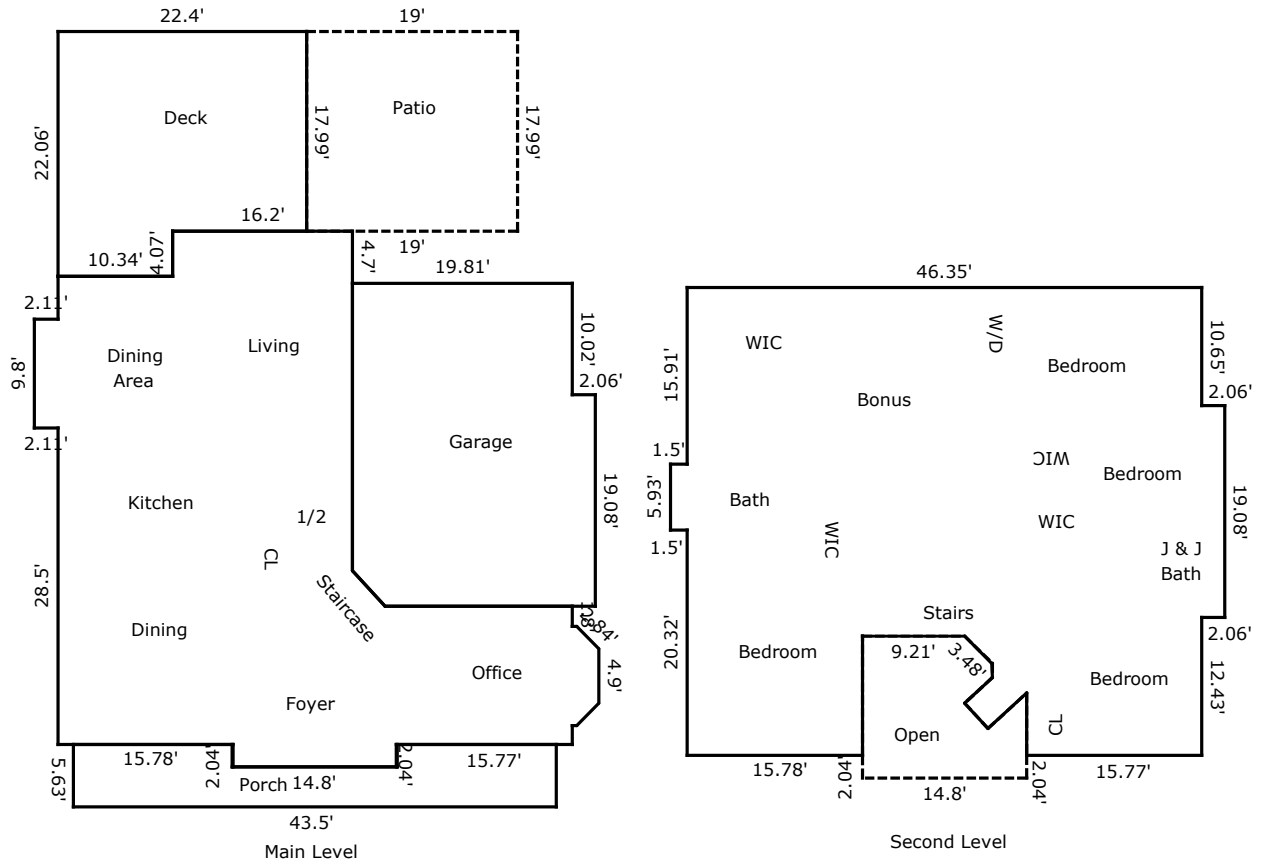 22.4'
19'
Deck
Patio
22.06'
17.99'
17.99'
16.2'
19'
10.34'
4.07'
4.7'
19.81'
2.11'
9.8'
2.11'
Dining
Area
Living
10.02'
2.06'
Garage
19.08'
Kitchen
1/2
CL
Staircase
28.5'
Dining
1.8'
2.84'
4.9'
Office
Foyer
15.78'
2.04'
14.8'
2.04'
15.77'
5.63'
Porch
43.5'
Main Level
46.35'
15.91'
WIC
W/D
Bedroom
10.65'
2.06'
Bonus
1.5'
5.93'
1.5'
Bath
WIC
WIC
Bedroom
WIC
19.08'
J & J
Bath
Stairs
2.06'
20.32'
Bedroom
9.21'
3.48'
Bedroom
12.43'
Open
CL
15.78'
2.04'
14.8'
2.04'
15.77'
Second Level